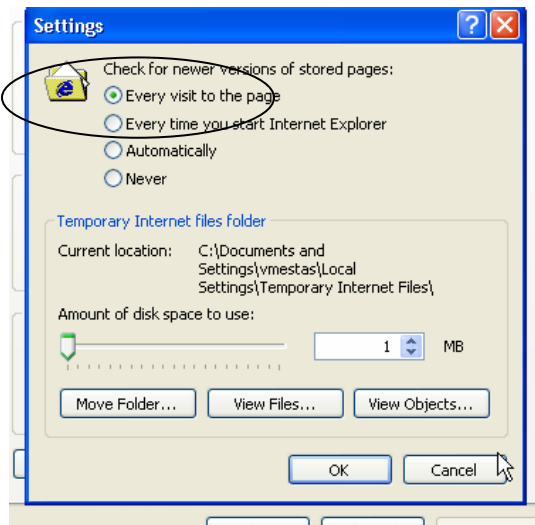 Settings
Check for newer versions of stored pages:
Every visit to the page
Every time you start Internet Explorer
Automatically
Never
Temporary Internet files folder
Current location:
C:\Documents and
Settings\vmestas\Local
Settings\Temporary Internet Files\
Amount of disk space to use:
1 MB
Move Folder... View Files... View Objects...
OK Cancel